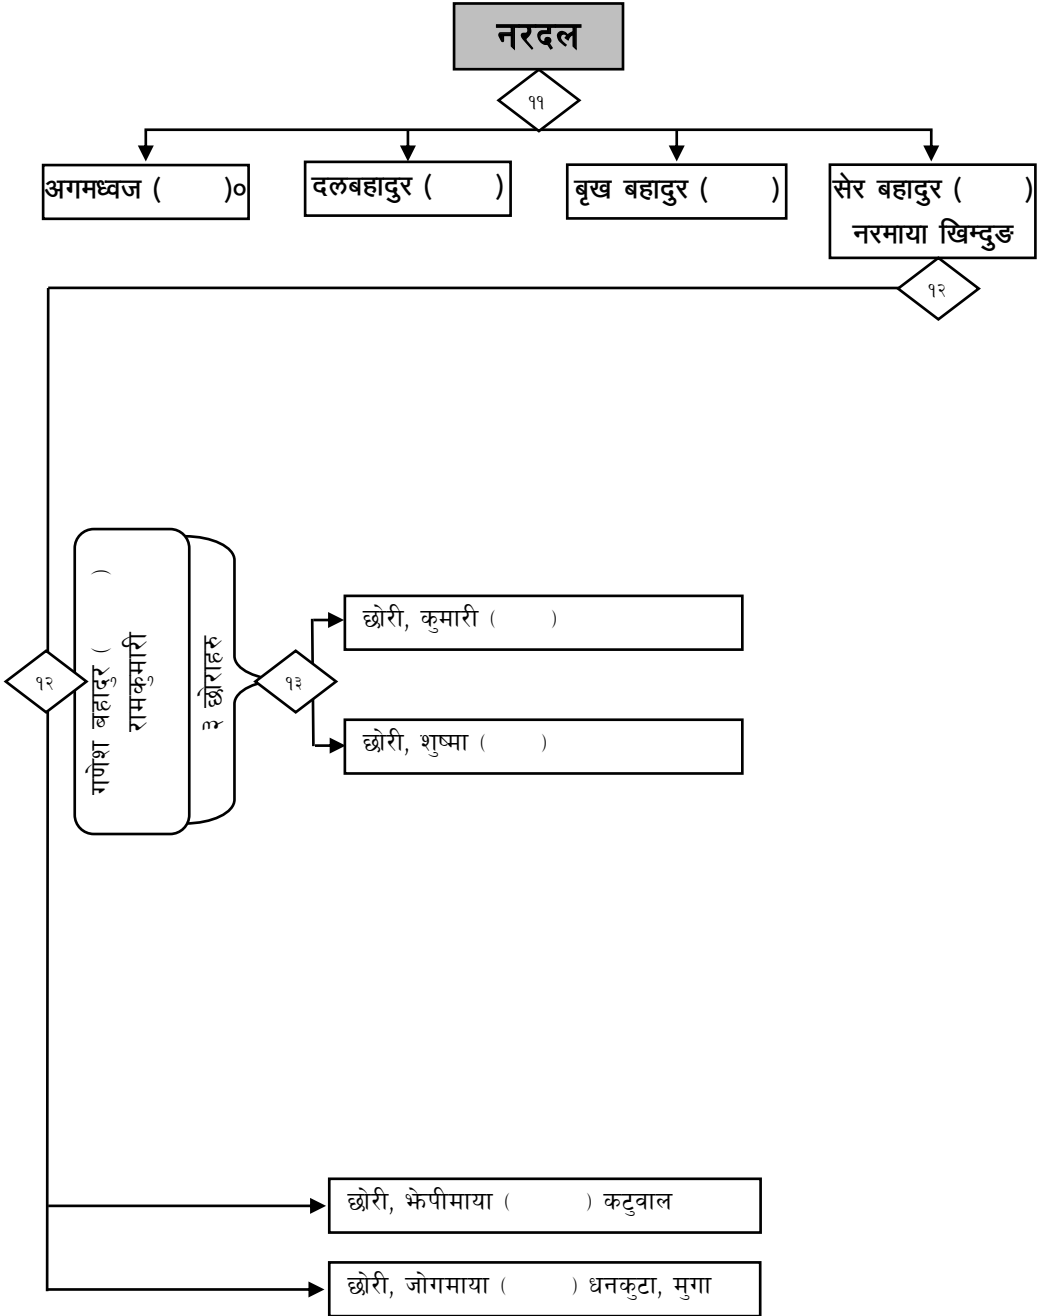 नरदल
११
अगमध्वज (        )०
दलबहादुर (        )
बृख बहादुर (        )
सेर बहादुर (        )
नरमाया खिम्दुङ
१२
१२
गणेश बहादुर (        )
रामकुमारी
३ छोराहरु
१३
छोरी, कुमारी (        )
छोरी, शुष्मा (        )
छोरी, झेपीमाया (        ) कटुवाल
छोरी, जोगमाया (        ) धनकुटा, मुगा